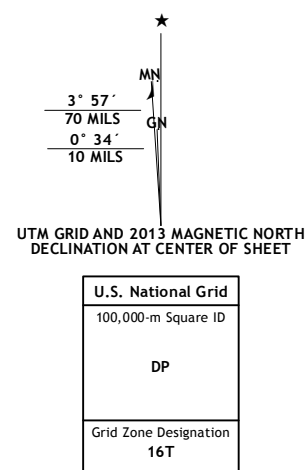 ★
MN
3° 57´
70 MILS
GN
0° 34´
10 MILS
UTM GRID AND 2013 MAGNETIC NORTH
DECLINATION AT CENTER OF SHEET
U.S. National Grid
100,000-m Square ID
DP
Grid Zone Designation
16T